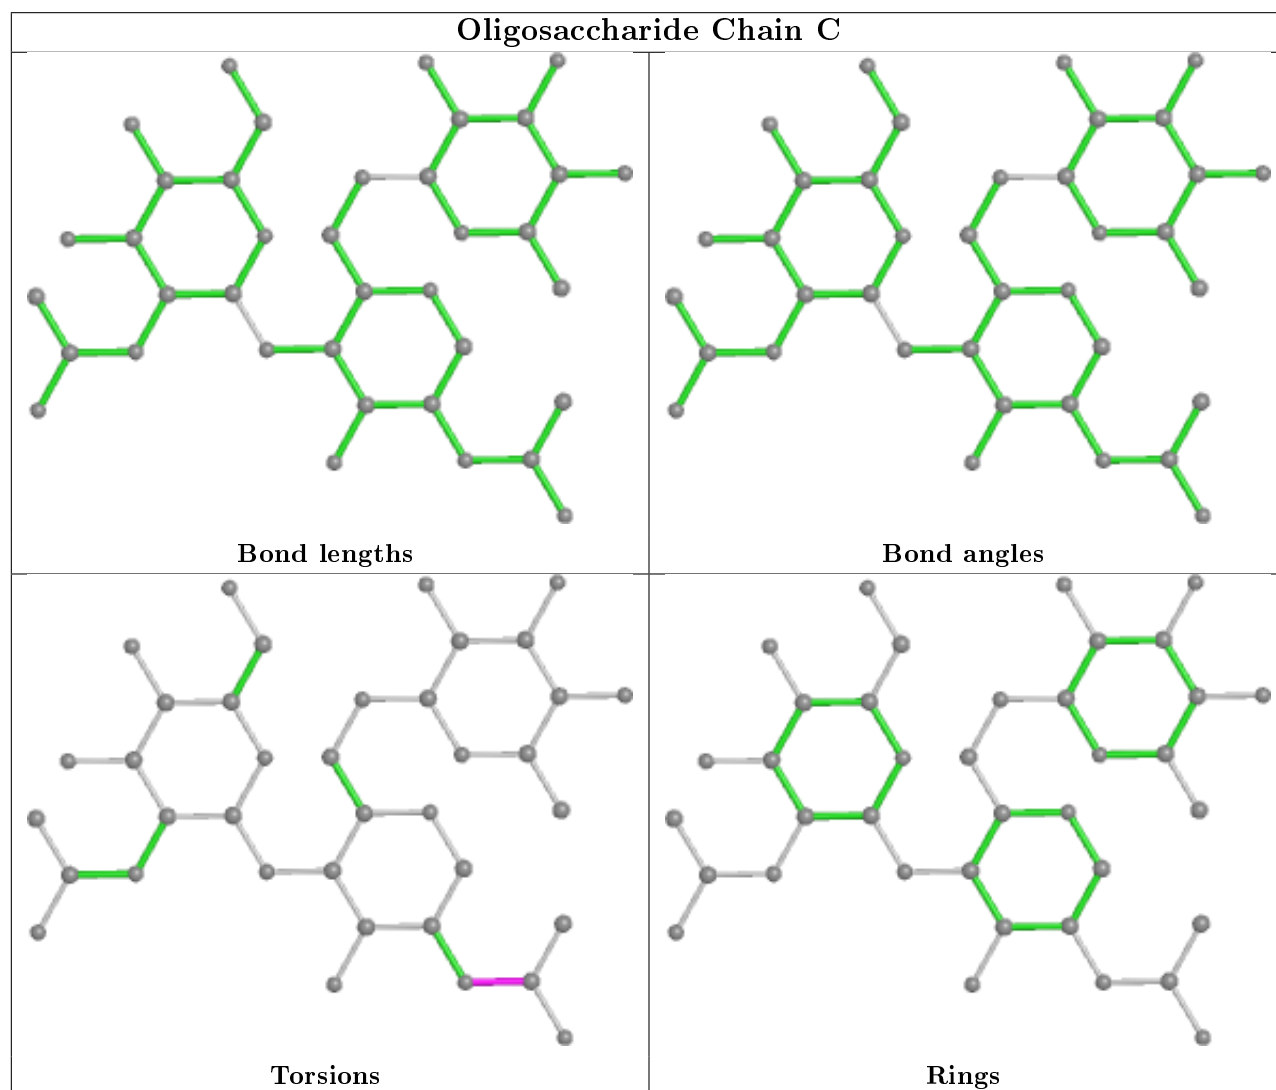 Oligosaccharide Chain C
Bond lengths
Bond angles
Torsions
Rings